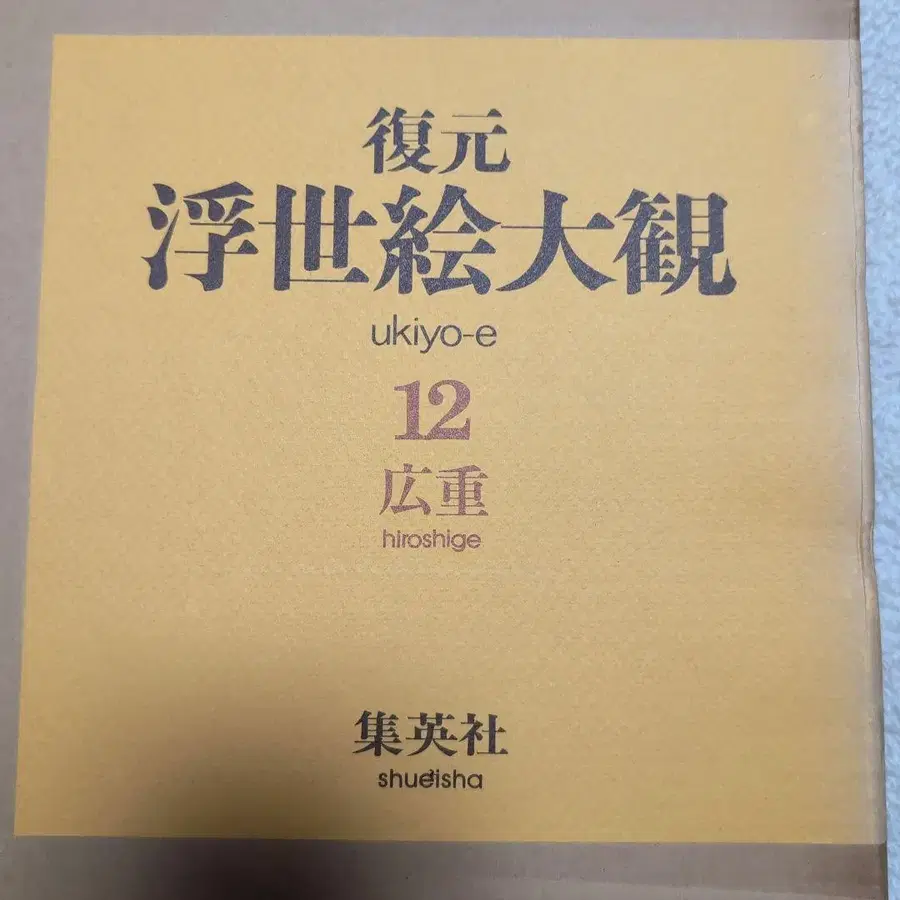 復元
浮世絵大観
ukiyo-e
12
広重
hiroshige
集英社
shueisha